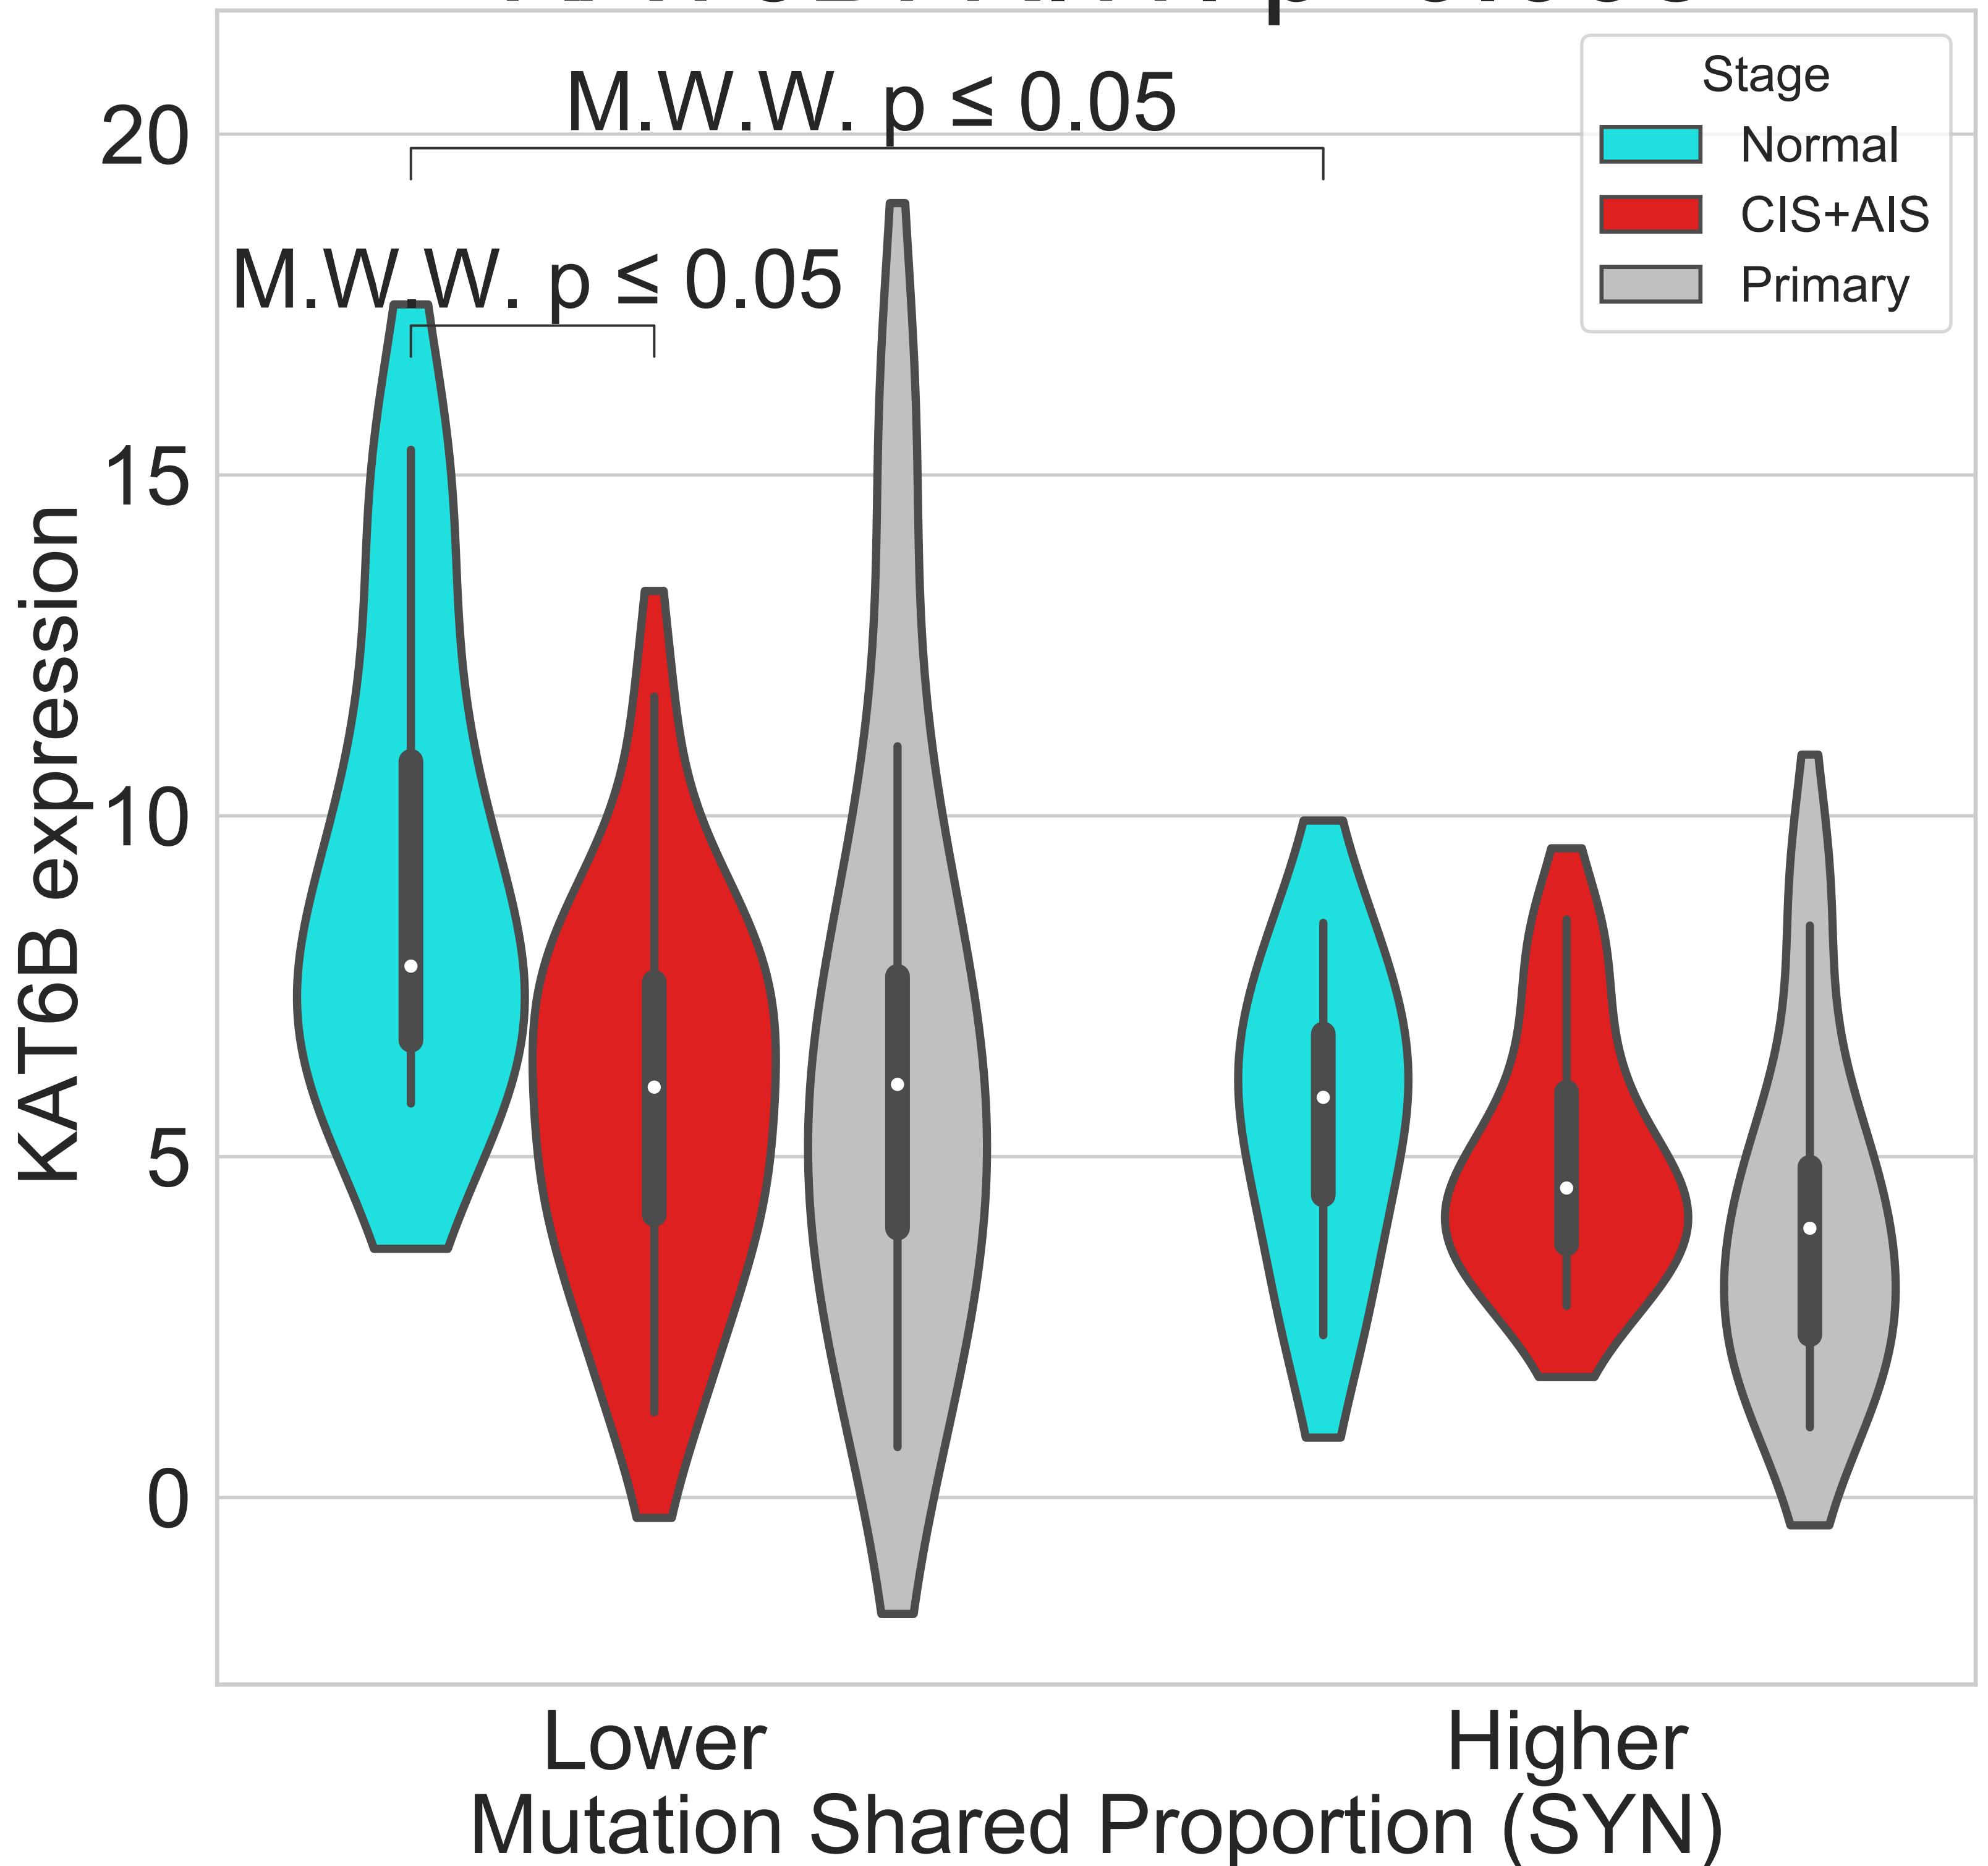 M.W.W. p ≤ 0.05
M.W.W. p ≤ 0.05
Stage
Normal
CIS+AIS
Primary
20
15
10
5
0
KAT6B expression
Lower
Higher
Mutation Shared Proportion (SYN)